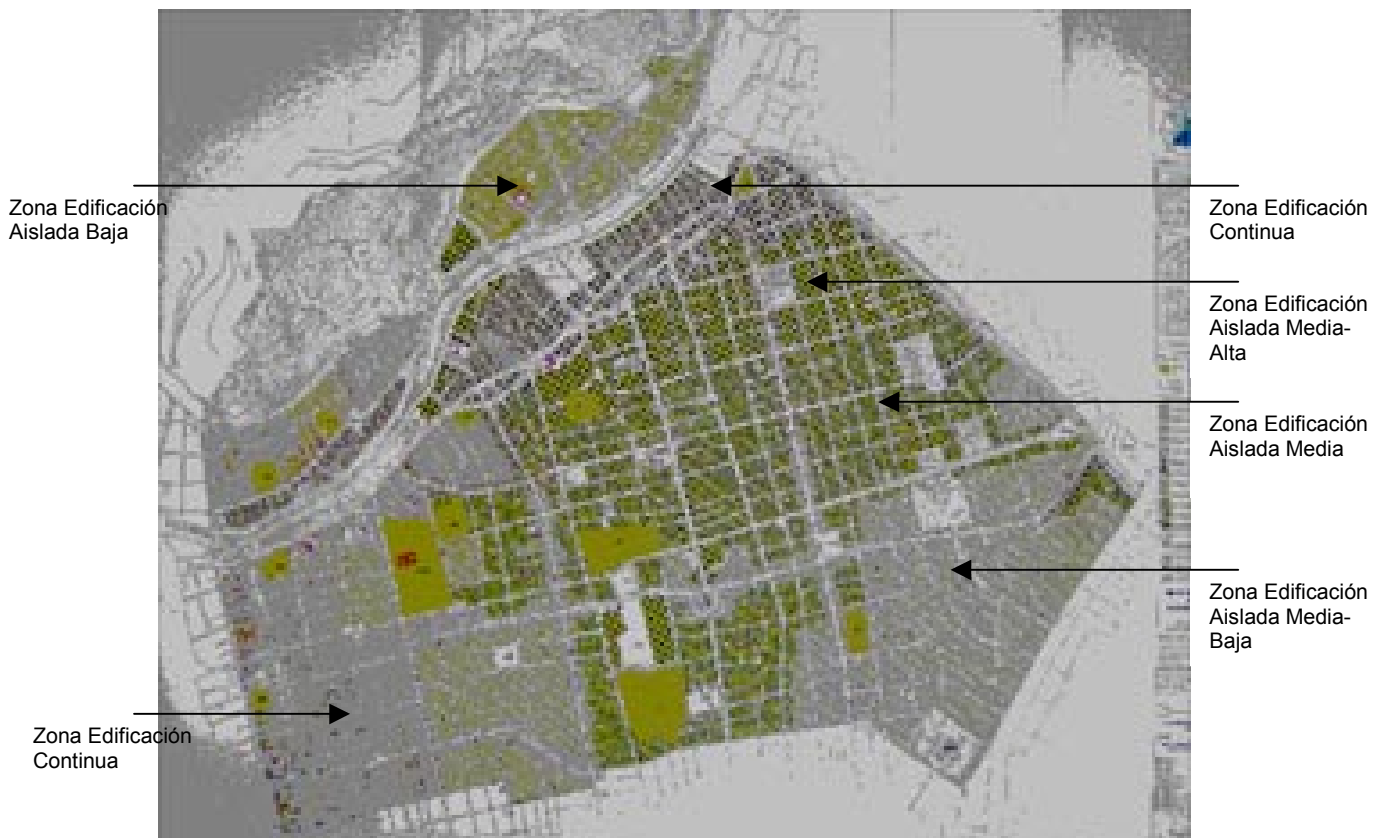 Zona Edificación
Aislada Baja
Zona Edificación
Continua
Zona Edificación
Aislada Media-
Alta
Zona Edificación
Aislada Media
Zona Edificación
Aislada Media-
Baja
Zona Edificación
Continua